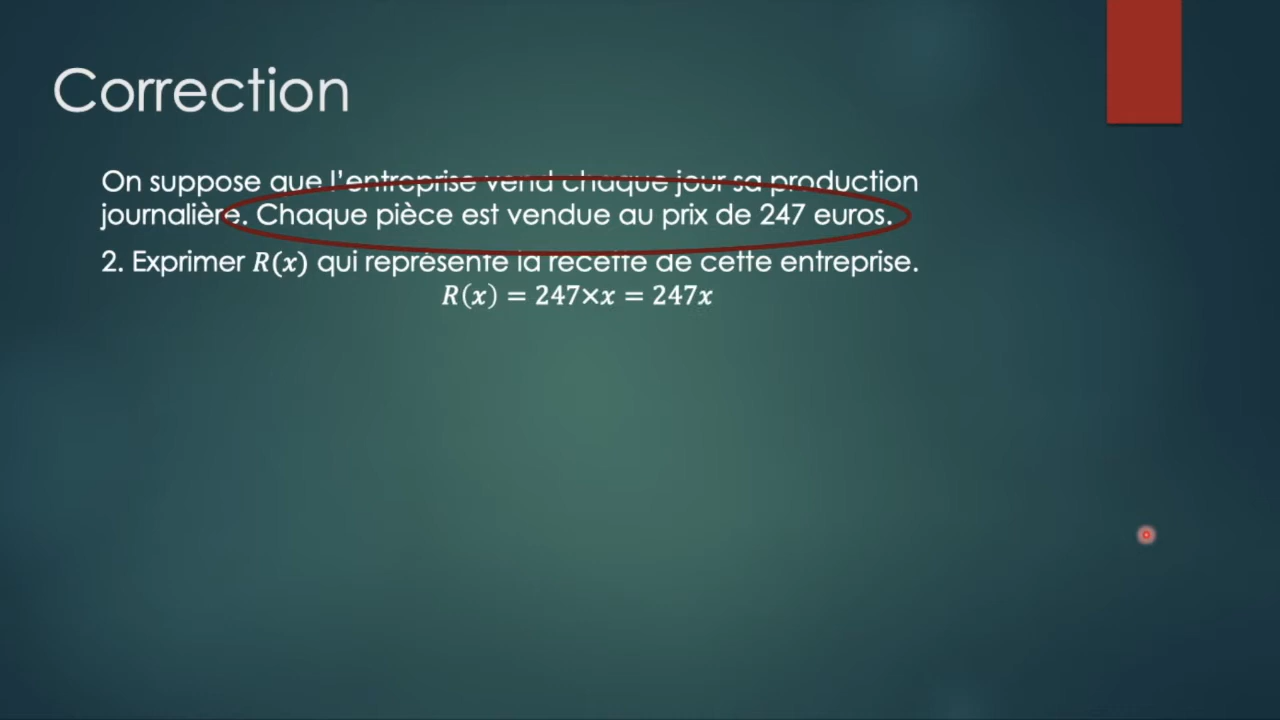 Correction
On suppose que l’entreprise vend chaque jour sa production
journalière. Chaque pièce est vendue au prix de 247 euros.
2. Exprimer R(x) qui représente la recette de cette entreprise.
R(x) = 247×x = 247x